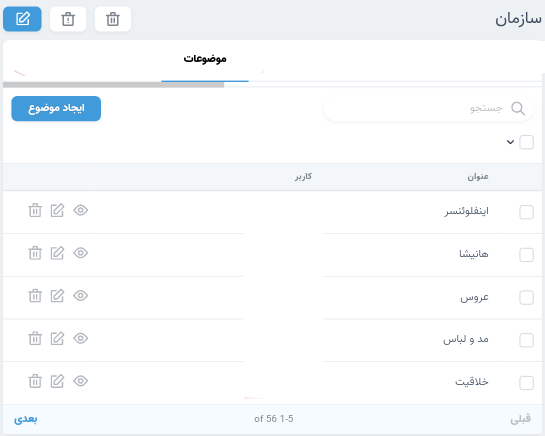 سازمان
موضوعات
جستجو
ایجاد موضوع
عنوان کاربر
اینفلوئنسر
هانیشا
عروس
مد و لباس
خلاقیت
قبلی 1-5 of 56 بعدی